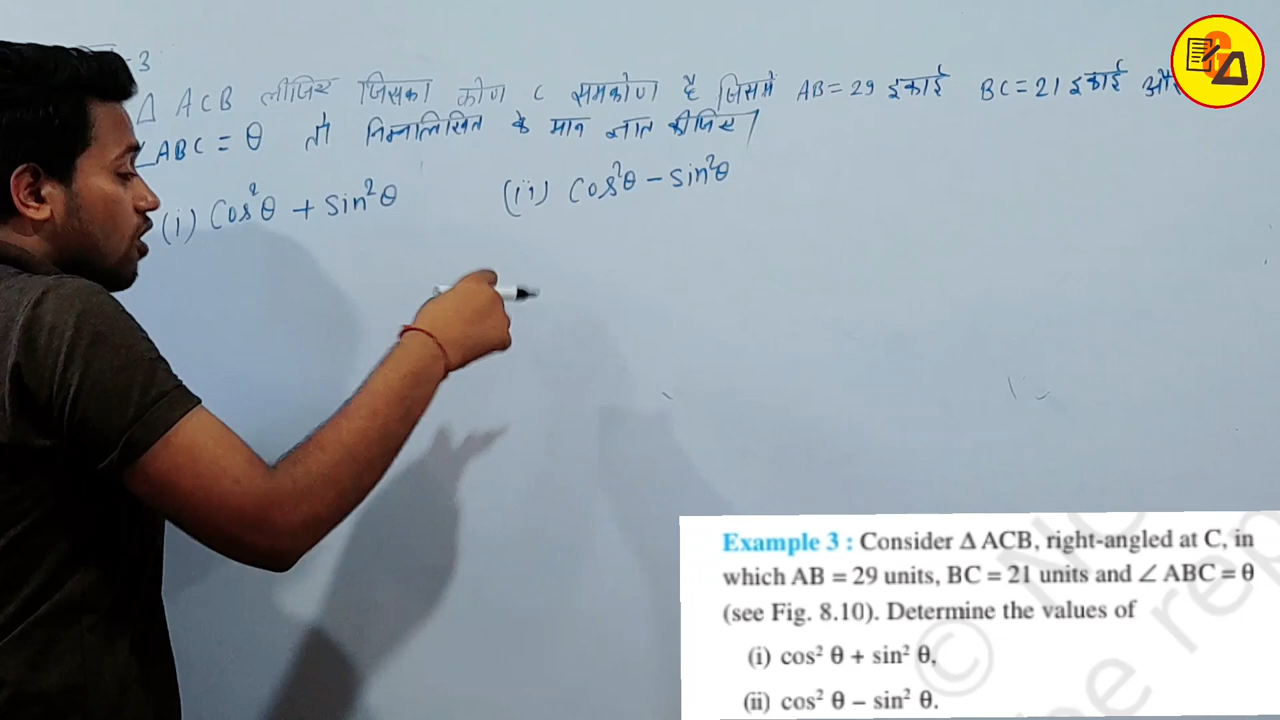 -3
Δ ACB लीजिए जिसका कोण C समकोण है जिसमें AB = 29 इकाई BC = 21 इकाई और
∠ABC = θ तो निम्नलिखित के मान ज्ञात कीजिए।
(i) Cos²θ + sin²θ (ii) Cos²θ − sin²θ
Example 3 : Consider Δ ACB, right-angled at C, in
which AB = 29 units, BC = 21 units and ∠ ABC = θ
(see Fig. 8.10). Determine the values of
(i) cos² θ + sin² θ,
(ii) cos² θ − sin² θ.